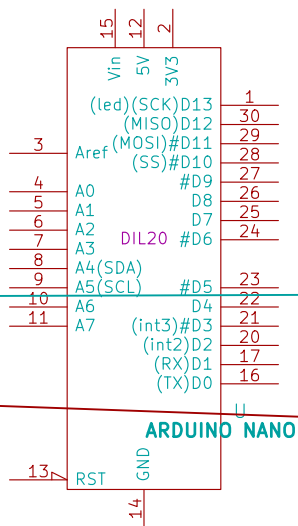 15 12 2
Vin 5V 3V3
(led)(SCK)D13 1
(MISO)D12 30
(MOSI)#D11 29
3 Aref (SS)#D10 28
#D9 27
4 A0 D8 26
5 A1 D7 25
6 A2 DIL20 #D6 24
7 A3
8 A4(SDA)
9 A5(SCL) #D5 23
10 A6 D4 22
11 A7 (int3)#D3 21
(int2)D2 20
(RX)D1 17
(TX)D0 16
U
ARDUINO NANO
13 RST GND
14